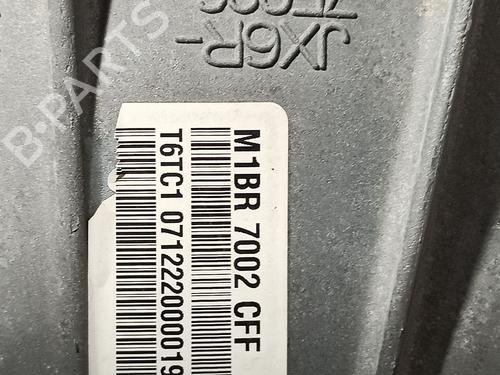 B-PARTS
JX6R-
M1BR 7002 CFF
T6TC1 071222000019